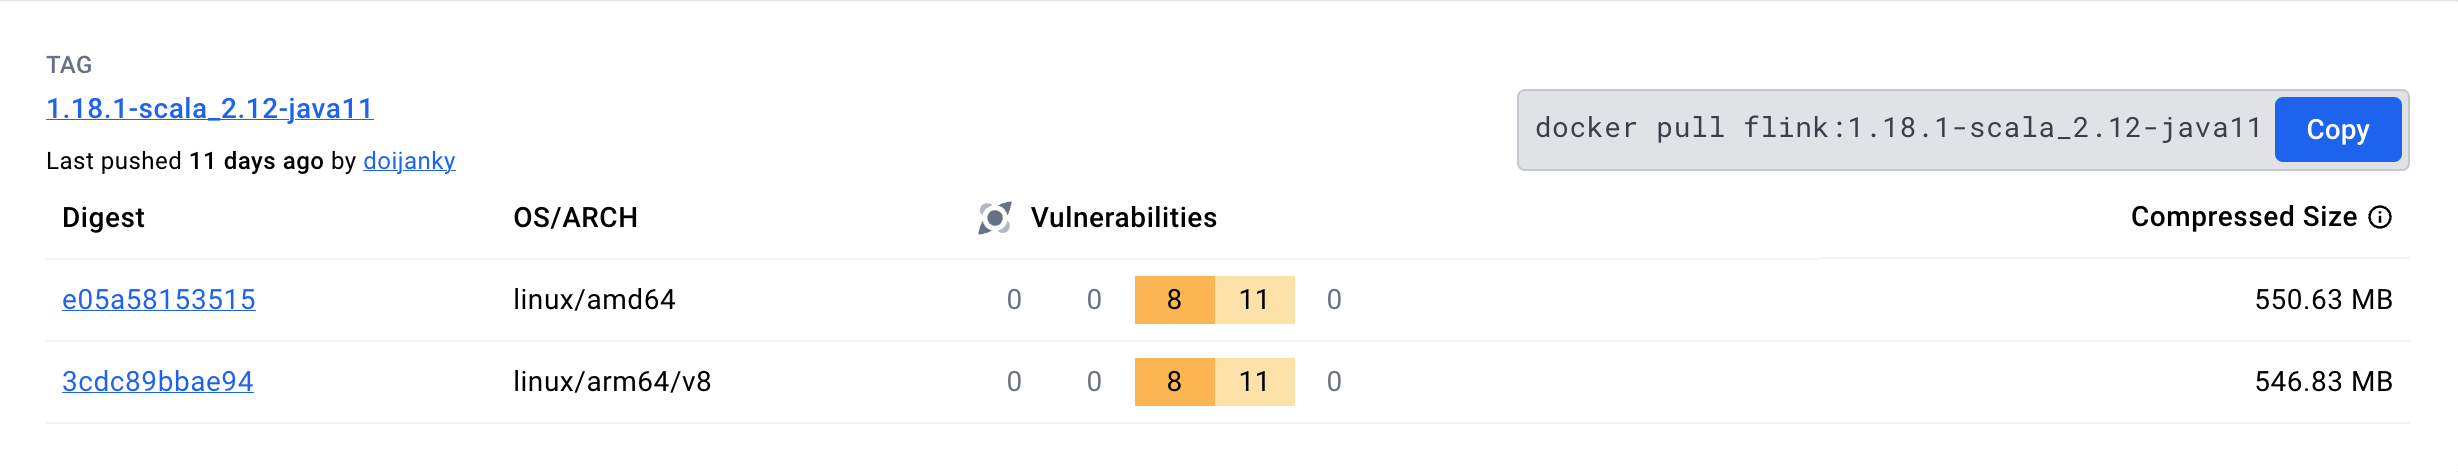 TAG
1.18.1-scala_2.12-java11
docker pull flink:1.18.1-scala_2.12-java11 Copy
Last pushed 11 days ago by doijanky
Digest OS/ARCH Vulnerabilities Compressed Size
e05a58153515 linux/amd64 0 0 8 11 0 550.63 MB
3cdc89bbae94 linux/arm64/v8 0 0 8 11 0 546.83 MB